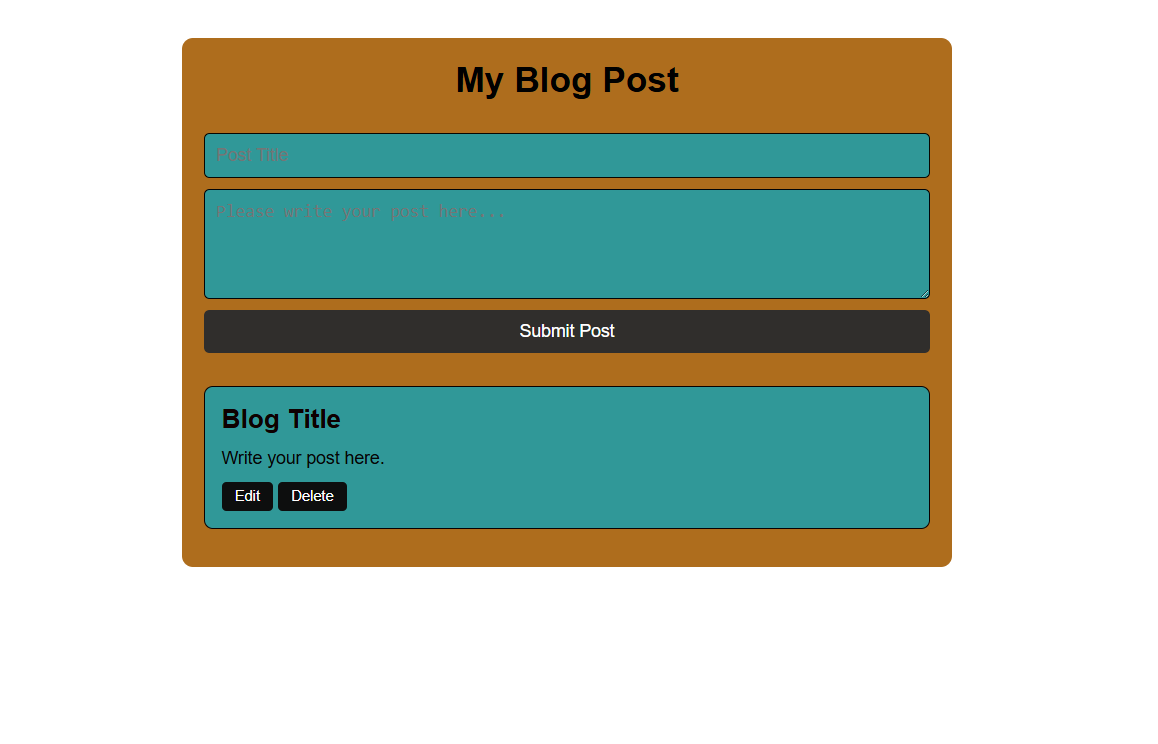 My Blog Post
Post Title
Please write your post here...
Submit Post
Blog Title
Write your post here.
Edit Delete